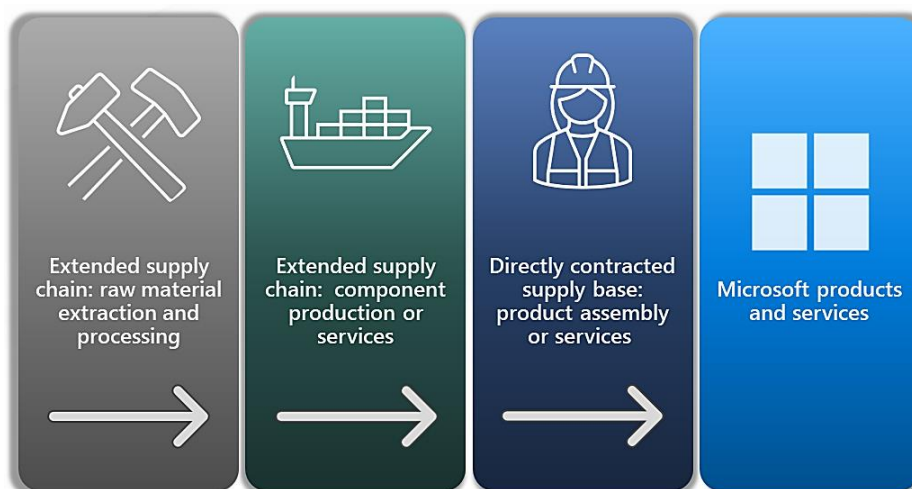 Extended supply
chain: raw material
extraction and
processing
Extended supply
chain: component
production or
services
Directly contracted
supply base:
product assembly
or services
Microsoft products
and services